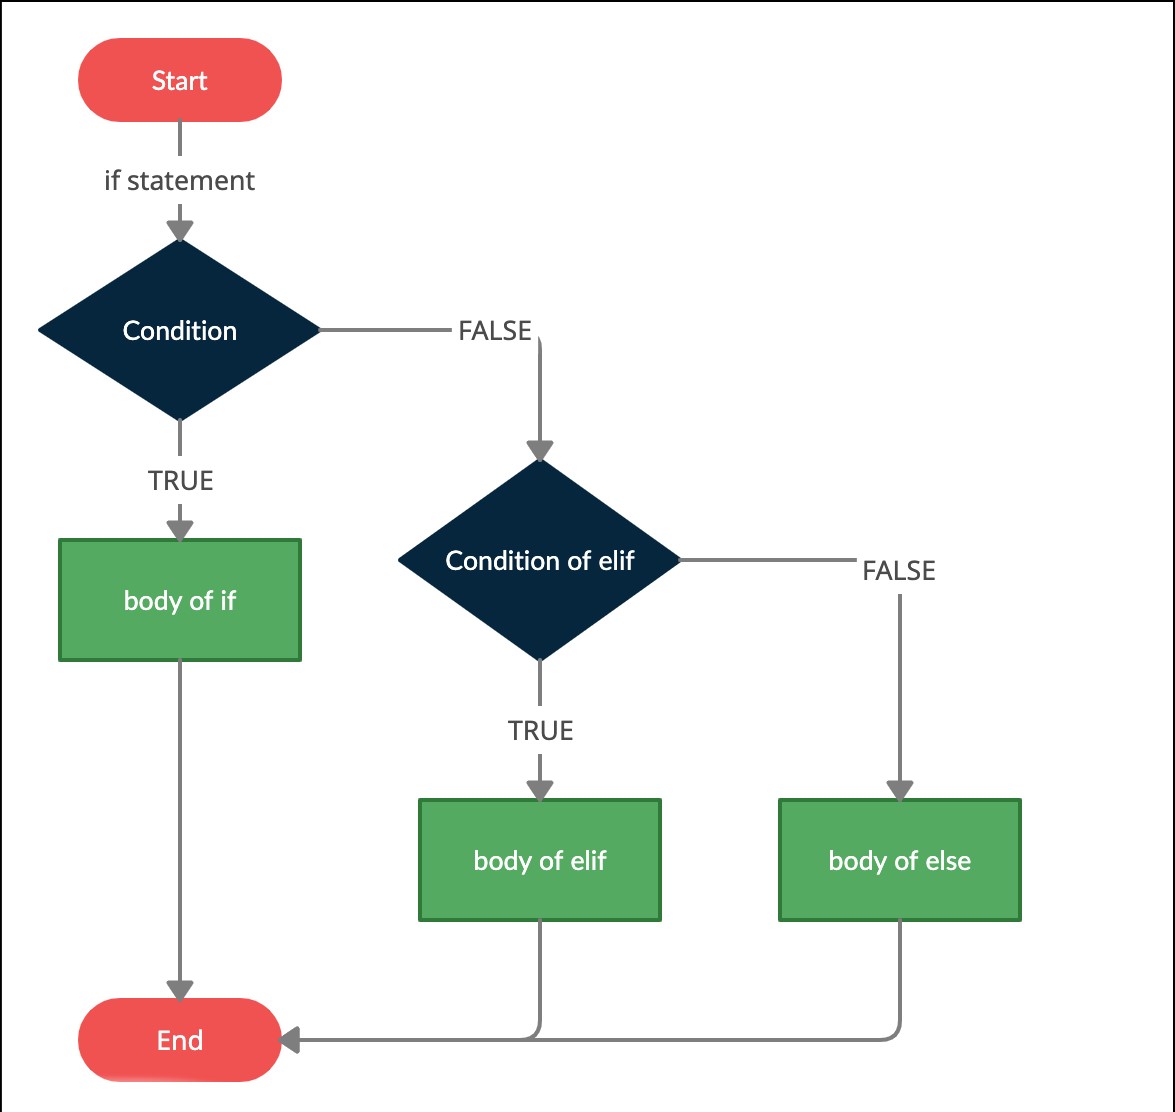 Start
if statement
Condition
FALSE
TRUE
Condition of elif
FALSE
body of if
TRUE
body of elif
body of else
End